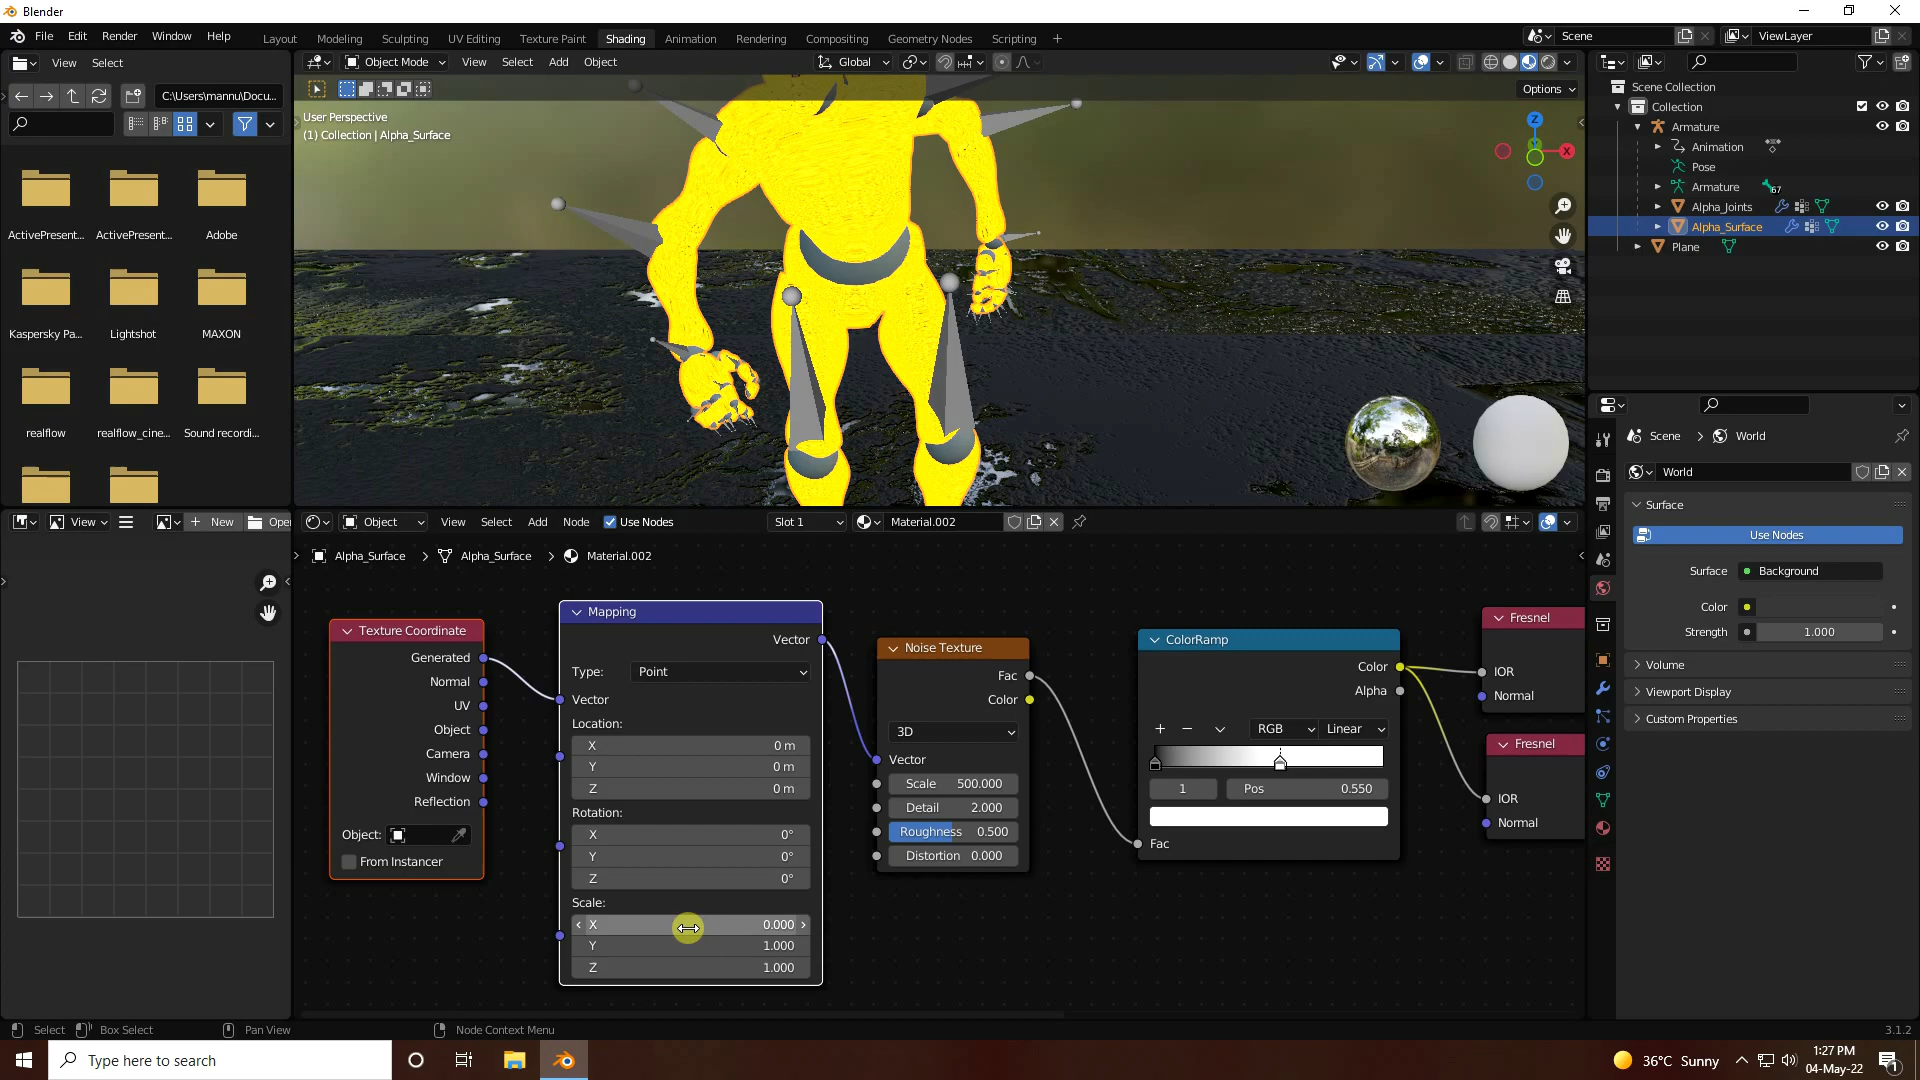 Blender
File Edit Render Window Help
Layout Modeling Sculpting UV Editing Texture Paint Shading Animation Rendering Compositing Geometry Nodes Scripting +
Scene
ViewLayer
View Select
Object Mode View Select Add Object
Global
Options
C:\Users\mannu\Docu...
User Perspective
(1) Collection | Alpha_Surface
Z
X
ActivePresent... ActivePresent... Adobe
Kaspersky Pa... Lightshot MAXON
realflow realflow_cine... Sound recordi...
Scene Collection
Collection
Armature
Animation
Pose
Armature 67
Alpha_Joints
Alpha_Surface
Plane
Scene > World
World
Surface
Use Nodes
Surface Background
Color
Strength 1.000
Volume
Viewport Display
Custom Properties
View + New Open
Object View Select Add Node Use Nodes Slot 1 Material.002
Alpha_Surface > Alpha_Surface > Material.002
Texture Coordinate
Generated
Normal
UV
Object
Camera
Window
Reflection
Object:
From Instancer
Mapping
Vector
Type: Point
Vector
Location:
X 0 m
Y 0 m
Z 0 m
Rotation:
X 0°
Y 0°
Z 0°
Scale:
X 0.000
Y 1.000
Z 1.000
Noise Texture
Fac
Color
3D
Vector
Scale 500.000
Detail 2.000
Roughness 0.500
Distortion 0.000
ColorRamp
Color
Alpha
RGB Linear
1 Pos 0.550
Fac
Fresnel
IOR
Normal
Fresnel
IOR
Normal
Select Box Select Pan View Node Context Menu 3.1.2
Type here to search
36°C Sunny
1:27 PM
04-May-22
1